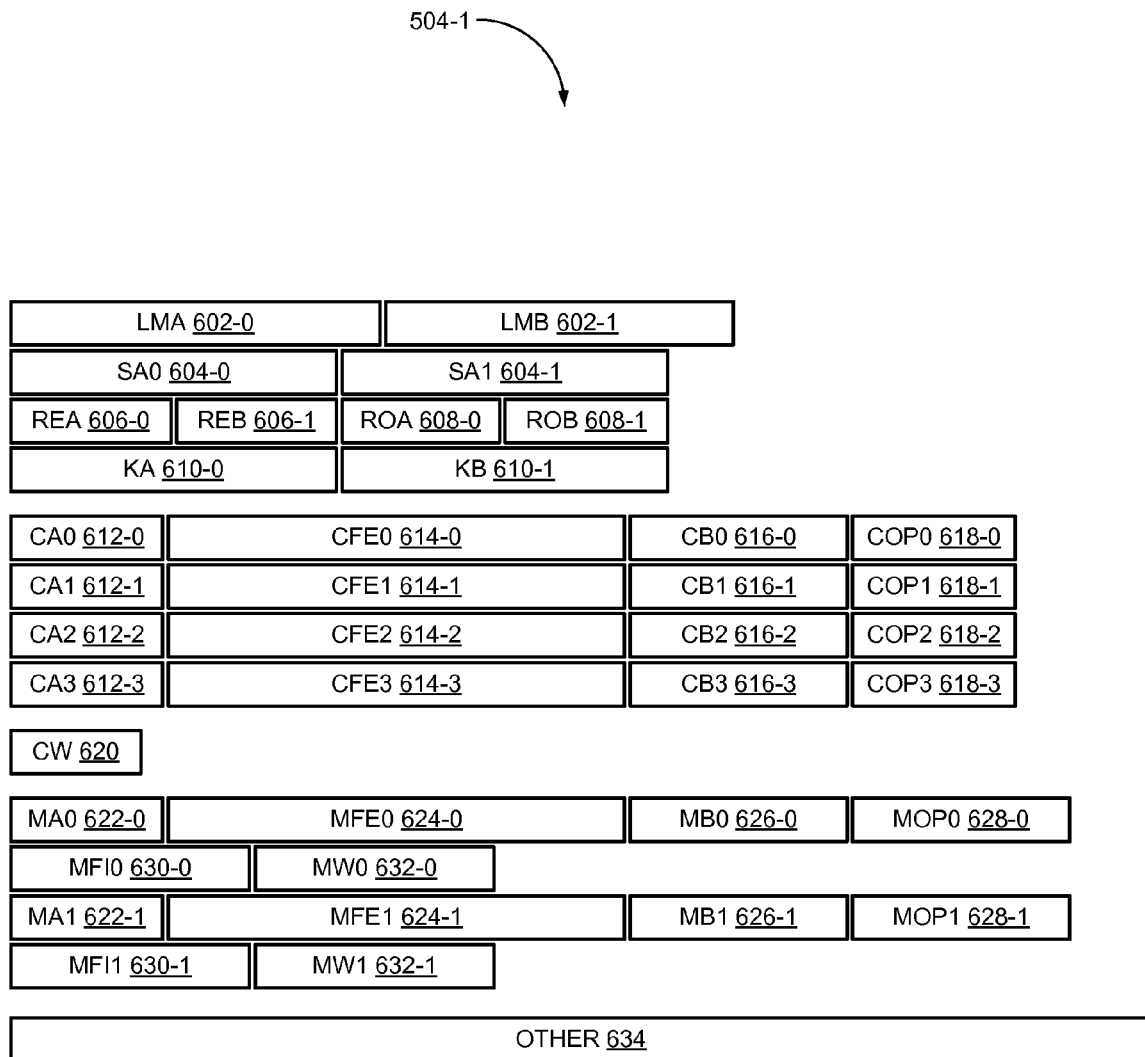 504-1
LMA 602-0 LMB 602-1
SA0 604-0 SA1 604-1
REA 606-0 REB 606-1 ROA 608-0 ROB 608-1
KA 610-0 KB 610-1
CA0 612-0 CFE0 614-0 CB0 616-0 COP0 618-0
CA1 612-1 CFE1 614-1 CB1 616-1 COP1 618-1
CA2 612-2 CFE2 614-2 CB2 616-2 COP2 618-2
CA3 612-3 CFE3 614-3 CB3 616-3 COP3 618-3
CW 620
MA0 622-0 MFE0 624-0 MB0 626-0 MOP0 628-0
MFI0 630-0 MW0 632-0
MA1 622-1 MFE1 624-1 MB1 626-1 MOP1 628-1
MFI1 630-1 MW1 632-1
OTHER 634